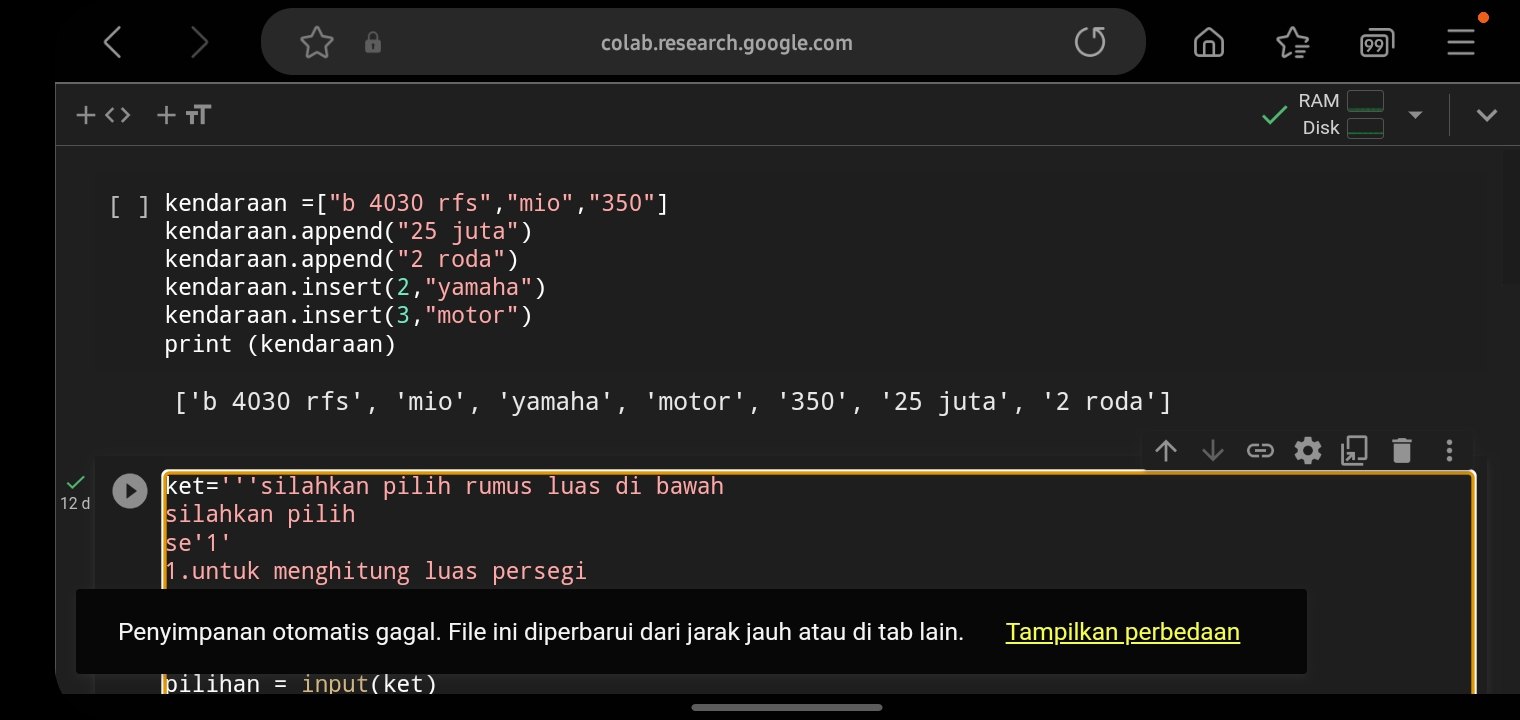 colab.research.google.com
99
RAM
Disk
[ ] kendaraan =["b 4030 rfs","mio","350"]
kendaraan.append("25 juta")
kendaraan.append("2 roda")
kendaraan.insert(2,"yamaha")
kendaraan.insert(3,"motor")
print (kendaraan)
['b 4030 rfs', 'mio', 'yamaha', 'motor', '350', '25 juta', '2 roda']
12 d
ket='''silahkan pilih rumus luas di bawah
silahkan pilih
se'1'
1.untuk menghitung luas persegi
Penyimpanan otomatis gagal. File ini diperbarui dari jarak jauh atau di tab lain. Tampilkan perbedaan
pilihan = input(ket)